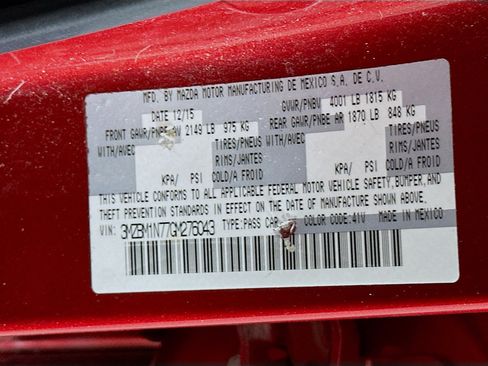 MFD. BY MAZDA MOTOR MANUFACTURING DE MEXICO S.A. DE C.V.
DATE 12/15 GVWR/PNBV 4001 LB 1815 KG
FRONT GAWR/PNBE AV 2149 LB 975 KG REAR GAWR/PNBE AR 1870 LB 848 KG
WITH/AVEC TIRES/PNEUS WITH/AVEC TIRES/PNEUS
RIMS/JANTES RIMS/JANTES
KPA/ PSI COLD/A FROID KPA/ PSI COLD/A FROID
THIS VEHICLE CONFORMS TO ALL APPLICABLE FEDERAL MOTOR VEHICLE SAFETY, BUMPER, AND
THEFT PREVENTION STANDARDS IN EFFECT ON THE DATE OF MANUFACTURE SHOWN ABOVE.
VIN: 3MZBM1N77GM276043 TYPE:PASS CAR COLOR CODE 41V MADE IN MEXICO